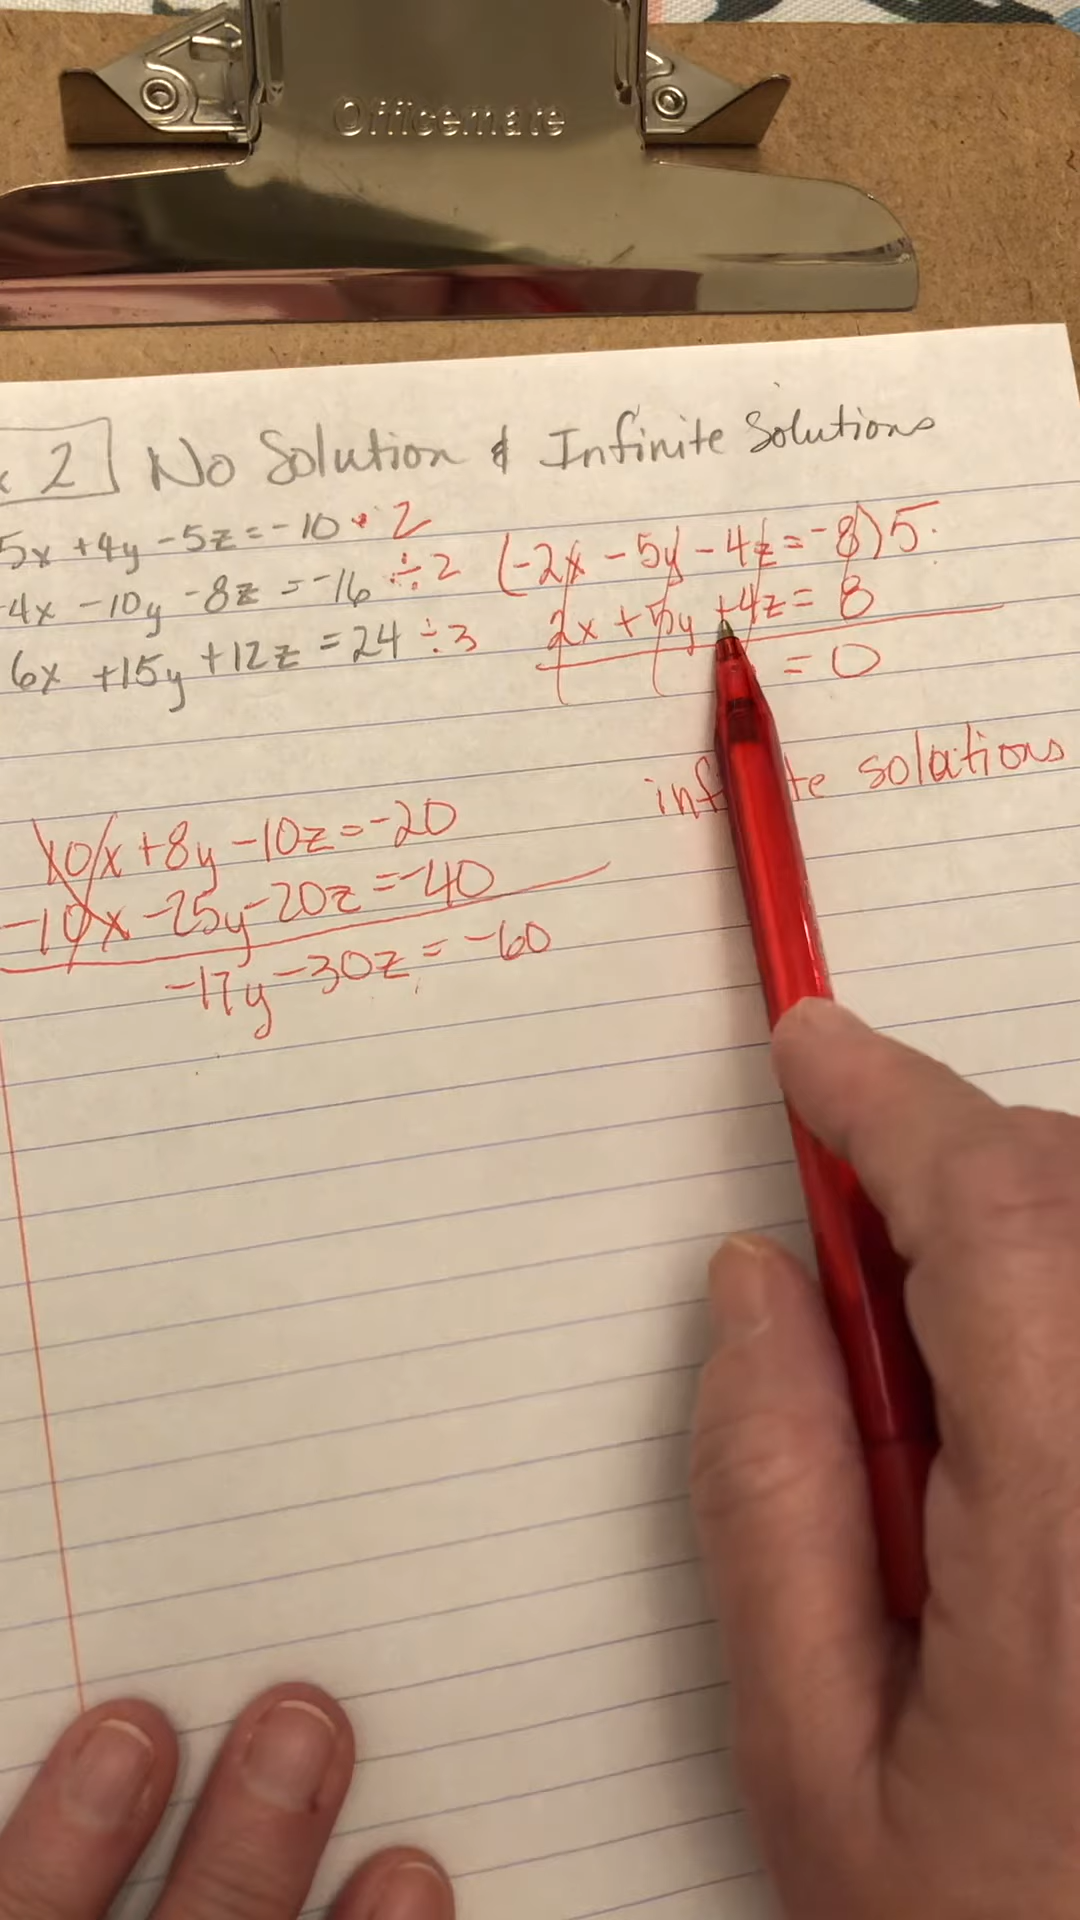 Officemate
2 No Solution & Infinite Solutions
5x + 4y - 5z = -10 · 2
-4x - 10y - 8z = -16 ÷ 2
6x + 15y + 12z = 24 ÷ 3
(-2x - 5y - 4z = -8) 5
2x + 5y + 4z = 8
= 0
solutions
10x + 8y - 10z = -20
-10x - 25y - 20z = -40
-17y - 30z = -60